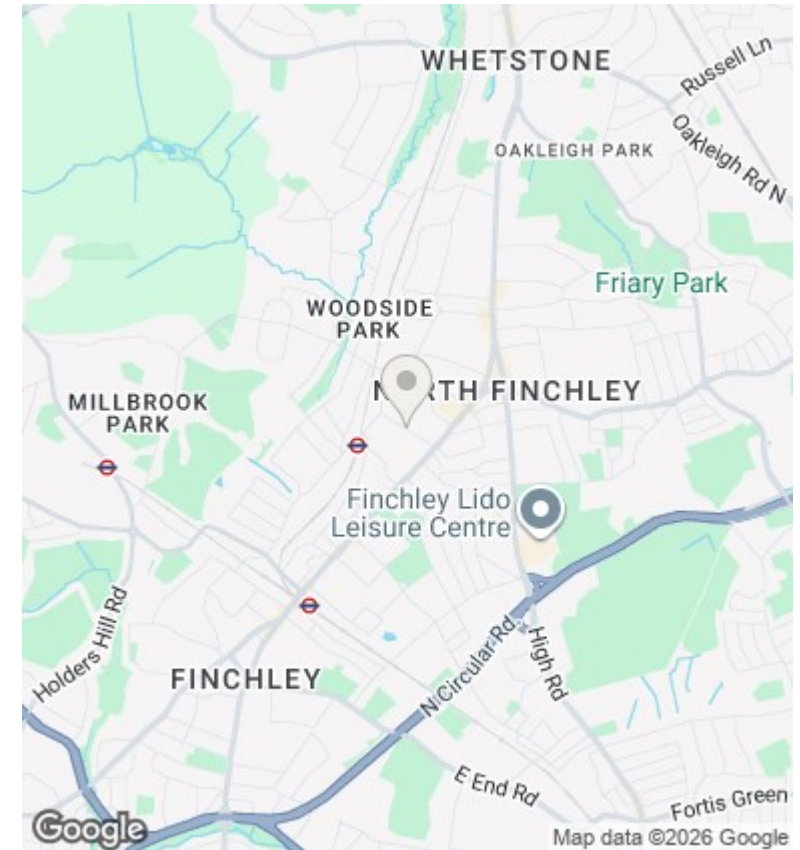 WHETSTONE
Russell Ln
OAKLEIGH PARK
Oakleigh Rd N
Friary Park
WOODSIDE
PARK
MILLBROOK
PARK
N RTH FINCHLEY
Finchley Lido
Leisure Centre
Holders Hill Rd
N Circular Rd
High Rd
FINCHLEY
E End Rd
Fortis Green
Google
Map data ©2026 Google